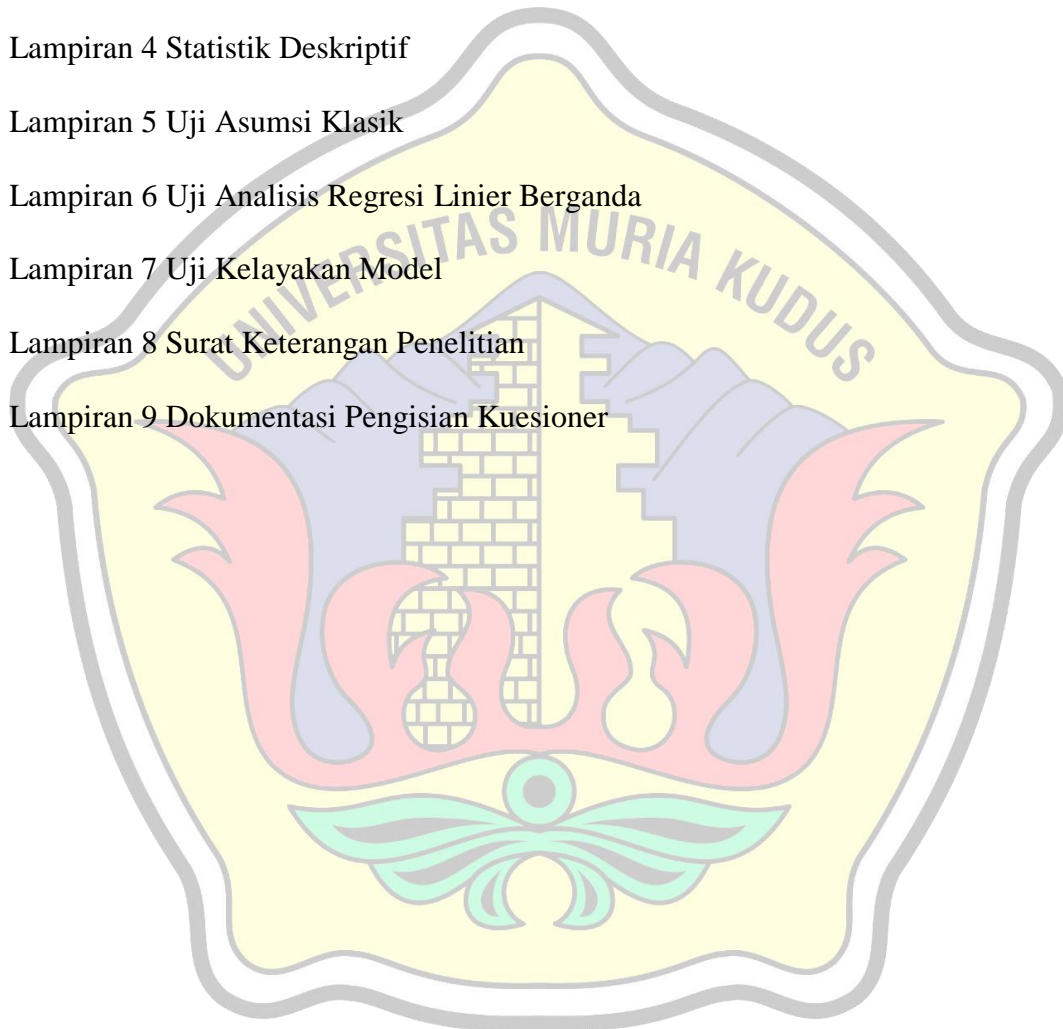 Lampiran 4 Statistik Deskriptif
Lampiran 5 Uji Asumsi Klasik
Lampiran 6 Uji Analisis Regresi Linier Berganda
Lampiran 7 Uji Kelayakan Model
Lampiran 8 Surat Keterangan Penelitian
Lampiran 9 Dokumentasi Pengisian Kuesioner
UNIVERSITAS MURIA KUDUS